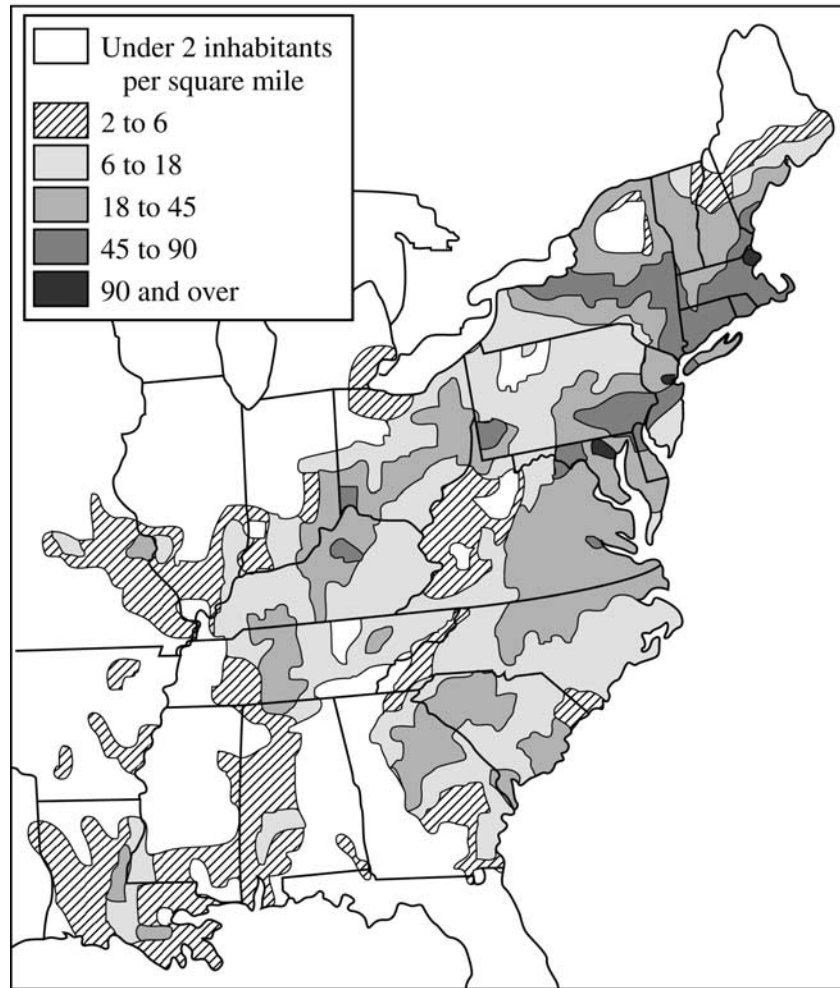 Under 2 inhabitants
per square mile
2 to 6
6 to 18
18 to 45
45 to 90
90 and over